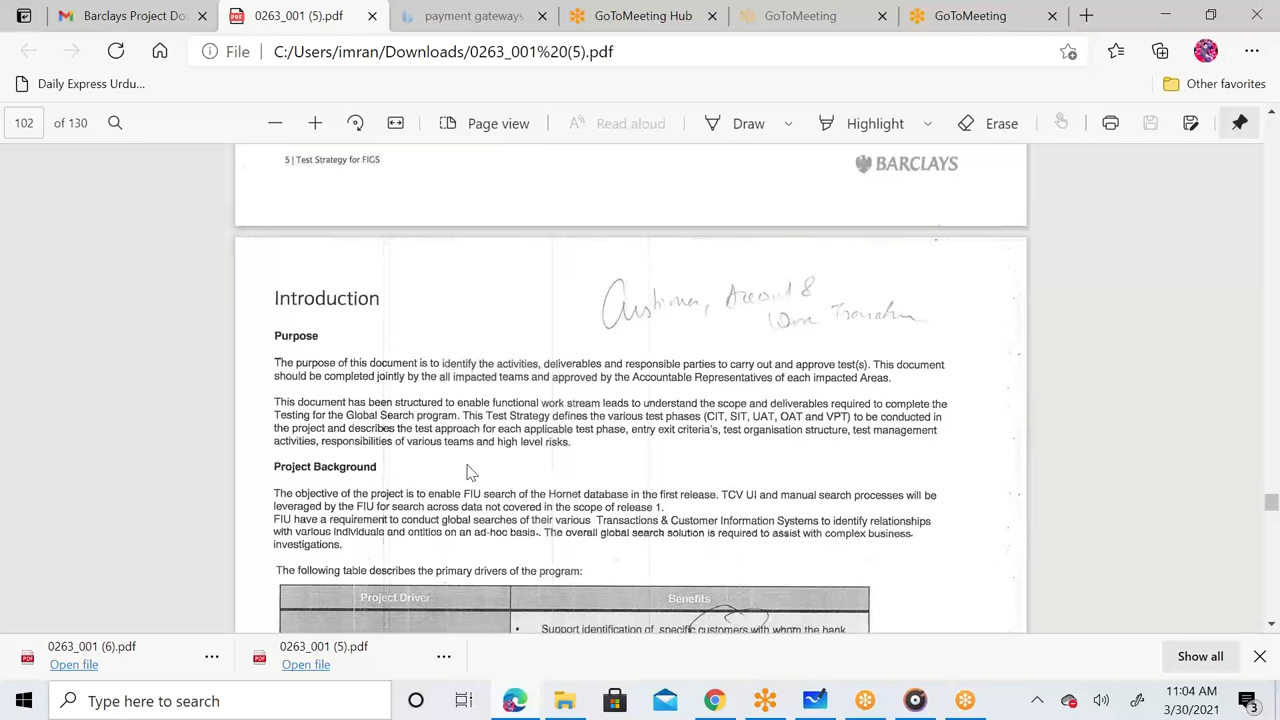 Barclays Project Do
0263_001 (5).pdf
payment gateways
GoToMeeting Hub
GoToMeeting
GoToMeeting
File
C:/Users/imran/Downloads/0263_001%20(5).pdf
Daily Express Urdu...
Other favorites
102 of 130
Page view
Read aloud
Draw
Highlight
Erase
5 | Test Strategy for FIGS
BARCLAYS
Customer, Account &
Introduction
Purpose
The purpose of this document is to identify the activities, deliverables and responsible parties to carry out and approve test(s). This document
should be completed jointly by the all impacted teams and approved by the Accountable Representatives of each impacted Areas.
This document has been structured to enable functional work stream leads to understand the scope and deliverables required to complete the
Testing for the Global Search program. This Test Strategy defines the various test phases (CIT, SIT, UAT, OAT and VPT) to be conducted in
the project and describes the test approach for each applicable test phase, entry exit criteria's, test organisation structure, test management
activities, responsibilities of various teams and high level risks.
Project Background
The objective of the project is to enable FIU search of the Hornet database in the first release. TCV UI and manual search processes will be
leveraged by the FIU for search across data not covered in the scope of release 1.
FIU have a requirement to conduct global searches of their various Transactions & Customer Information Systems to identify relationships
with various individuals and entities on an ad-hoc basis. The overall global search solution is required to assist with complex business
investigations.
The following table describes the primary drivers of the program:
Project Driver
Benefits
• Support identification of specific customers with whom the bank
0263_001 (6).pdf
Open file
0263_001 (5).pdf
Open file
Show all
Type here to search
11:04 AM
3/30/2021
3